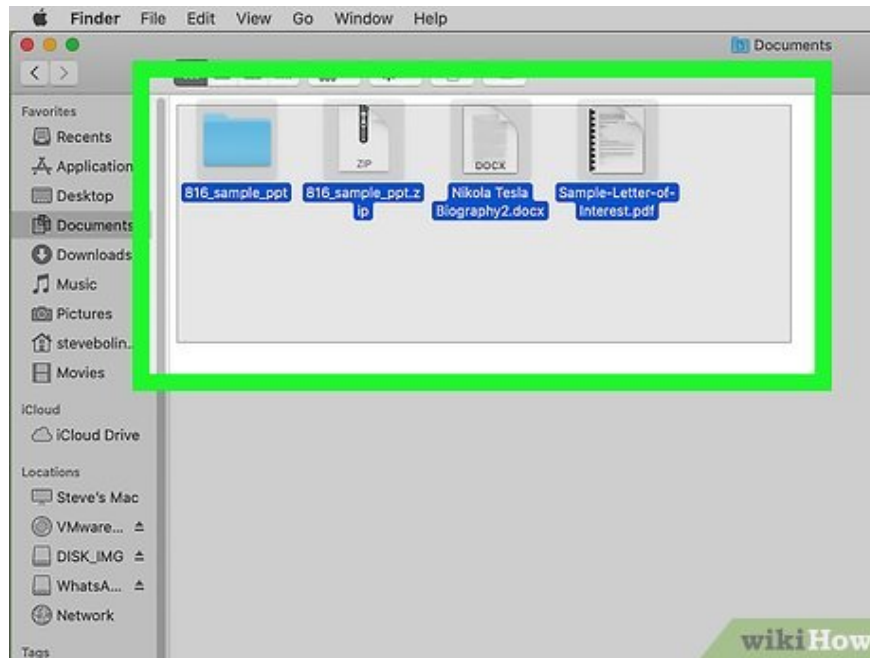 Finder File Edit View Go Window Help
Documents
Favorites
Recents
Application
Desktop
Documents
Downloads
Music
Pictures
stevebolin...
Movies
816_sample_ppt
816_sample_ppt.z
ip
ZIP
Nikola Tesla
Biography2.docx
DOCX
Sample-Letter-of-
Interest.pdf
iCloud
iCloud Drive
Locations
Steve's Mac
VMware...
DISK_IMG
WhatsA...
Network
Tags
wikiHow